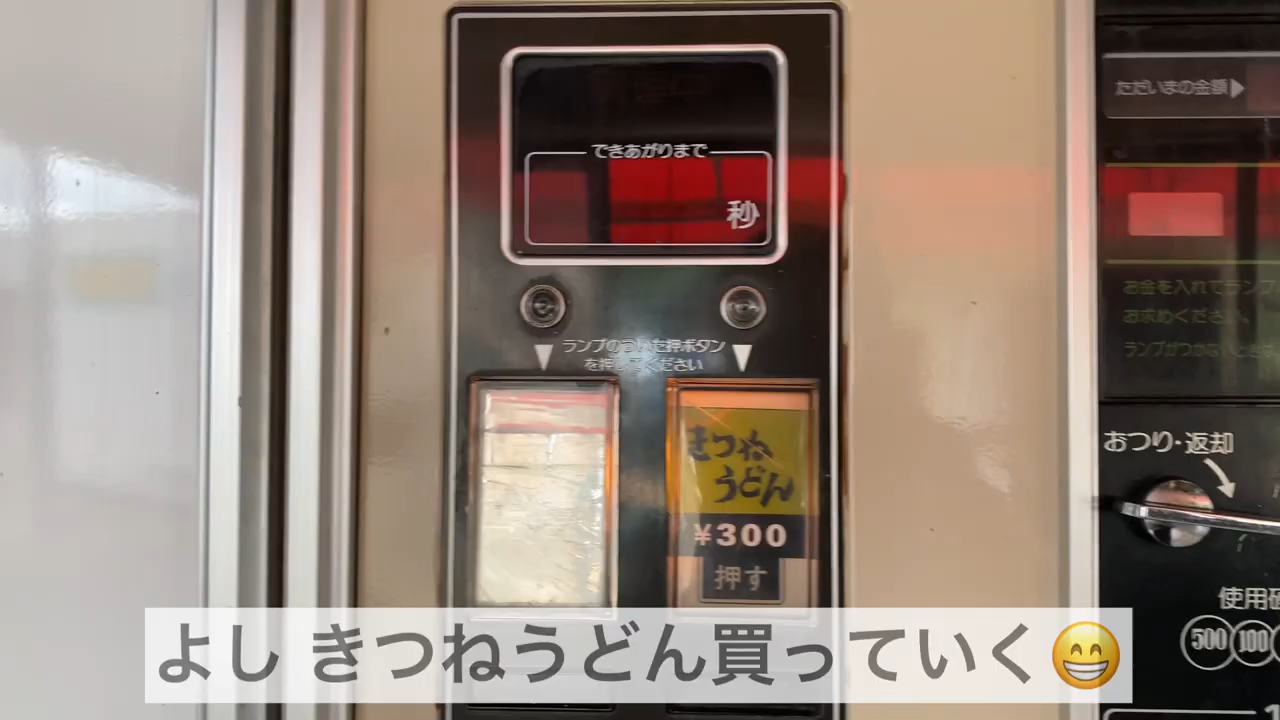 できあがりまで
秒
ランプのついた押ボタン
を押してください
きつね
うどん
¥300
押す
ただいまの金額▶
お金を入れてランプ
お求めください、
おつり・返却
使用
500 100
よし きつねうどん買っていく😁